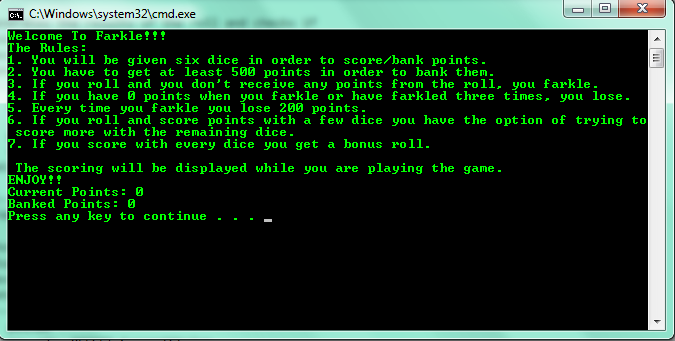 C:\Windows\system32\cmd.exe
Welcome To Farkle!!!
The Rules:
1. You will be given six dice in order to score/bank points.
2. You have to get at least 500 points in order to bank them.
3. If you roll and you don't receive any points from the roll, you farkle.
4. If you have 0 points when you farkle or have farkled three times, you lose.
5. Every time you farkle you lose 200 points.
6. If you roll and score points with a few dice you have the option of trying to
score more with the remaining dice.
7. If you score with every dice you get a bonus roll.
The scoring will be displayed while you are playing the game.
ENJOY!!
Current Points: 0
Banked Points: 0
Press any key to continue . . . _